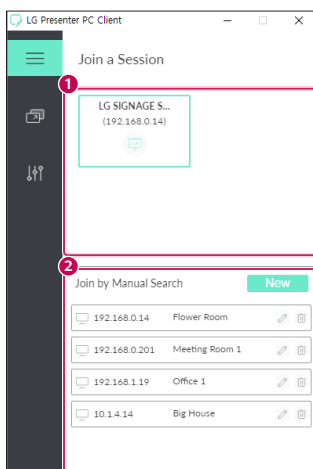 LG Presenter PC Client
Join a Session
1
LG SIGNAGE S...
(192.168.0.14)
2
Join by Manual Search New
192.168.0.14 Flower Room
192.168.0.201 Meeting Room 1
192.168.1.19 Office 1
10.1.4.14 Big House